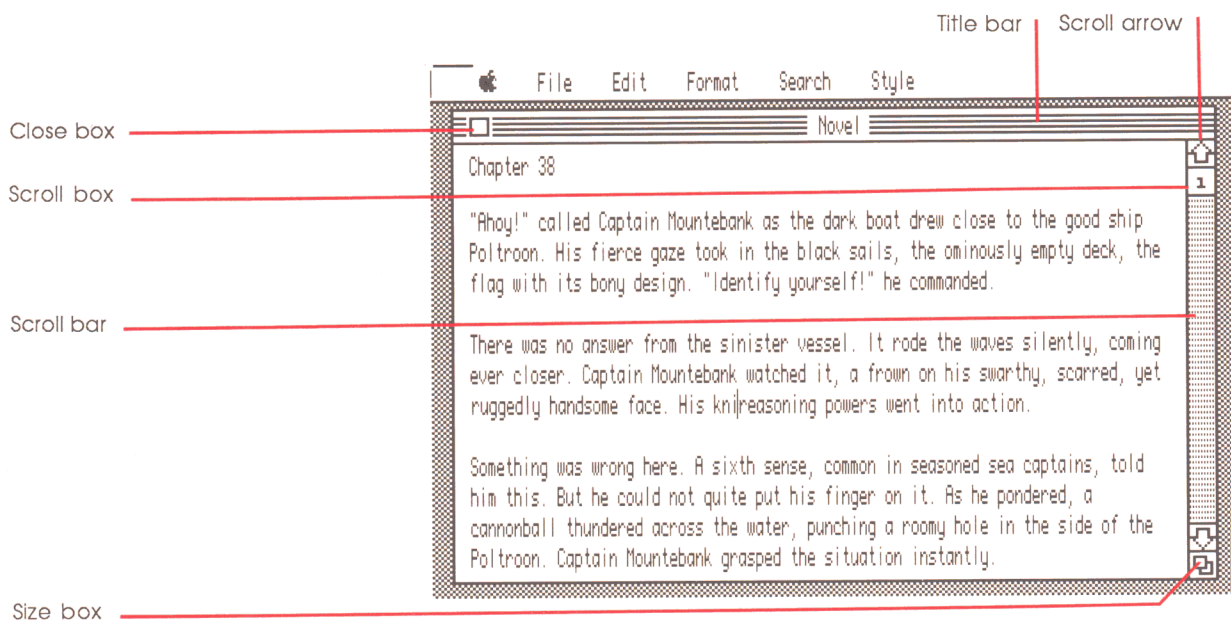 Title bar
Scroll arrow
File Edit Format Search Style
Close box
Novel
Chapter 38
Scroll box
1
"Ahoy!" called Captain Mountebank as the dark boat drew close to the good ship
Poltroon. His fierce gaze took in the black sails, the ominously empty deck, the
flag with its bony design. "Identify yourself!" he commanded.
Scroll bar
There was no answer from the sinister vessel. It rode the waves silently, coming
ever closer. Captain Mountebank watched it, a frown on his swarthy, scarred, yet
ruggedly handsome face. His kni|reasoning powers went into action.
Something was wrong here. A sixth sense, common in seasoned sea captains, told
him this. But he could not quite put his finger on it. As he pondered, a
cannonball thundered across the water, punching a roomy hole in the side of the
Poltroon. Captain Mountebank grasped the situation instantly.
Size box